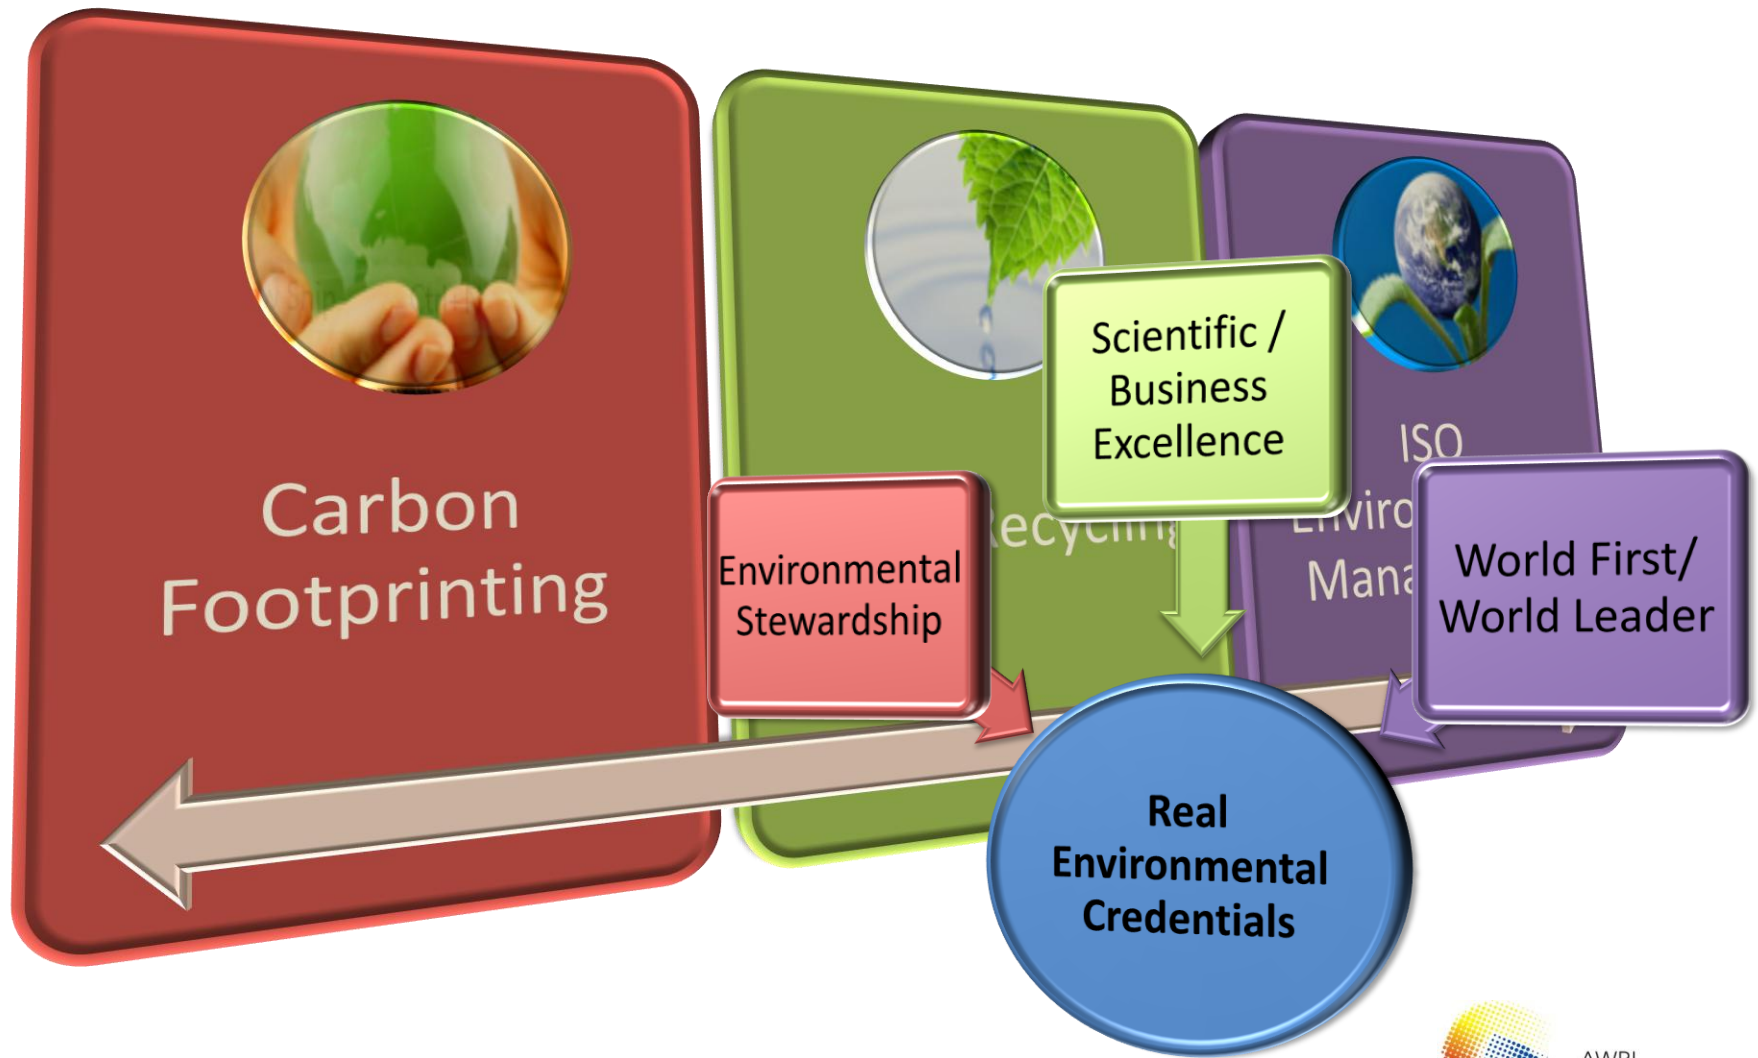 Carbon
Footprinting
Scientific /
Business
Excellence
ISO
Environmental
Stewardship
World First/
World Leader
Real
Environmental
Credentials